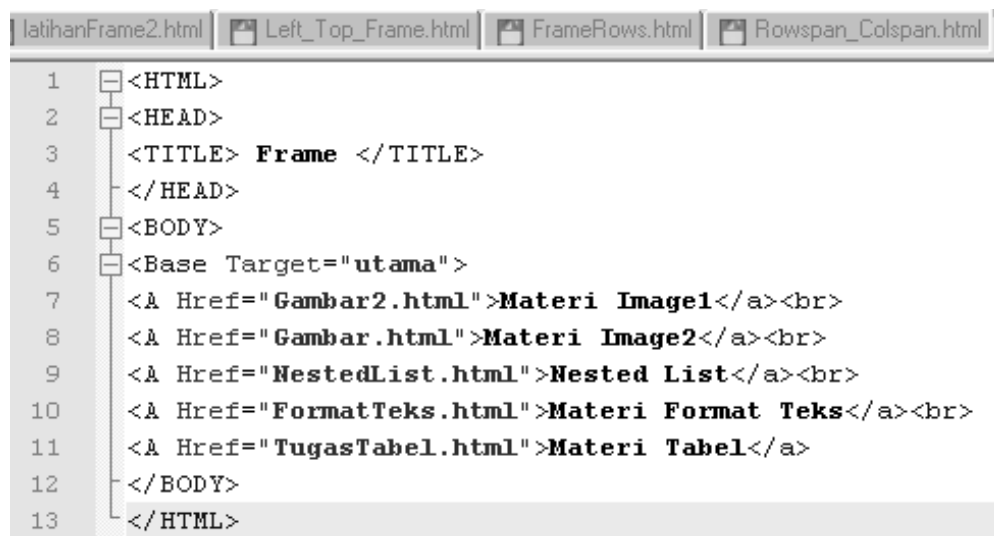 latihanFrame2.html Left_Top_Frame.html FrameRows.html Rowspan_Colspan.html
1 <HTML>
2 <HEAD>
3 <TITLE> Frame </TITLE>
4 </HEAD>
5 <BODY>
6 <Base Target="utama">
7 <A Href="Gambar2.html">Materi Image1</a><br>
8 <A Href="Gambar.html">Materi Image2</a><br>
9 <A Href="NestedList.html">Nested List</a><br>
10 <A Href="FormatTeks.html">Materi Format Teks</a><br>
11 <A Href="TugasTabel.html">Materi Tabel</a>
12 </BODY>
13 </HTML>